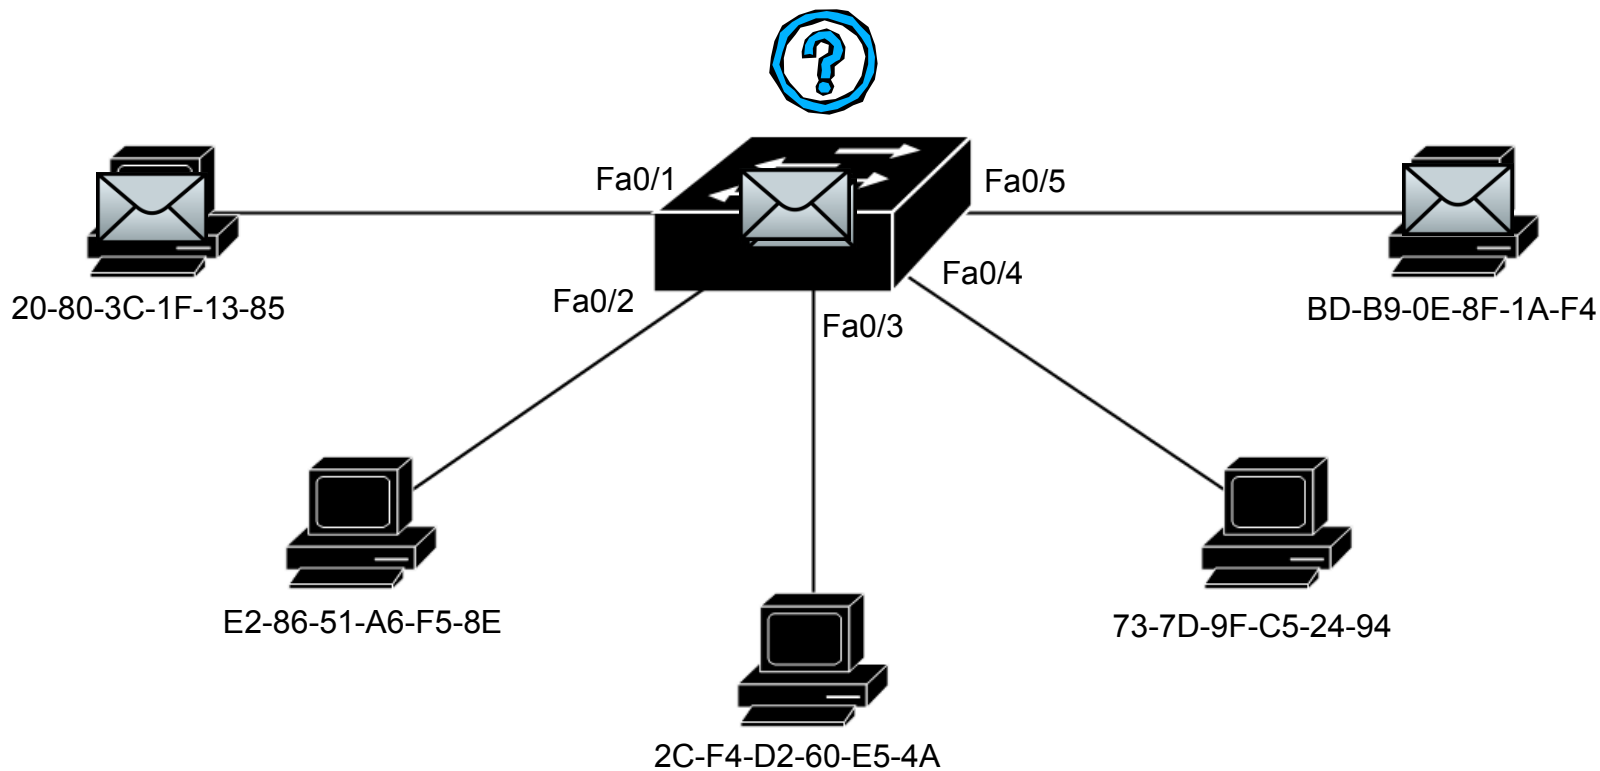 ?
Fa0/1
Fa0/5
Fa0/4
20-80-3C-1F-13-85
Fa0/2
BD-B9-0E-8F-1A-F4
Fa0/3
E2-86-51-A6-F5-8E
73-7D-9F-C5-24-94
2C-F4-D2-60-E5-4A